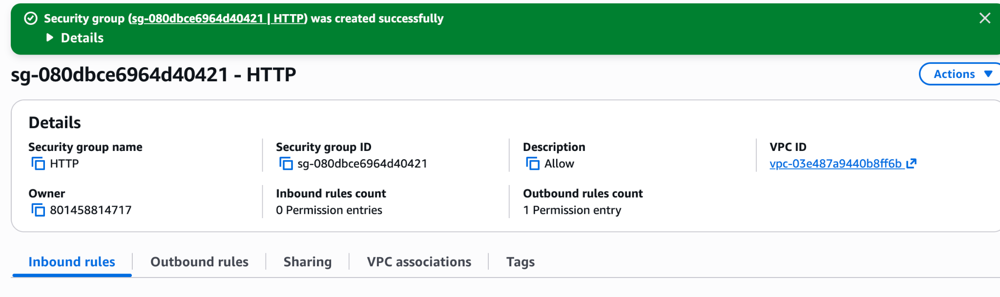 Security group (sg-080dbce6964d40421 | HTTP) was created successfully
Details
sg-080dbce6964d40421 - HTTP
Actions
Details
Security group name
HTTP
Security group ID
sg-080dbce6964d40421
Description
Allow
VPC ID
vpc-03e487a9440b8ff6b
Owner
801458814717
Inbound rules count
0 Permission entries
Outbound rules count
1 Permission entry
Inbound rules
Outbound rules
Sharing
VPC associations
Tags